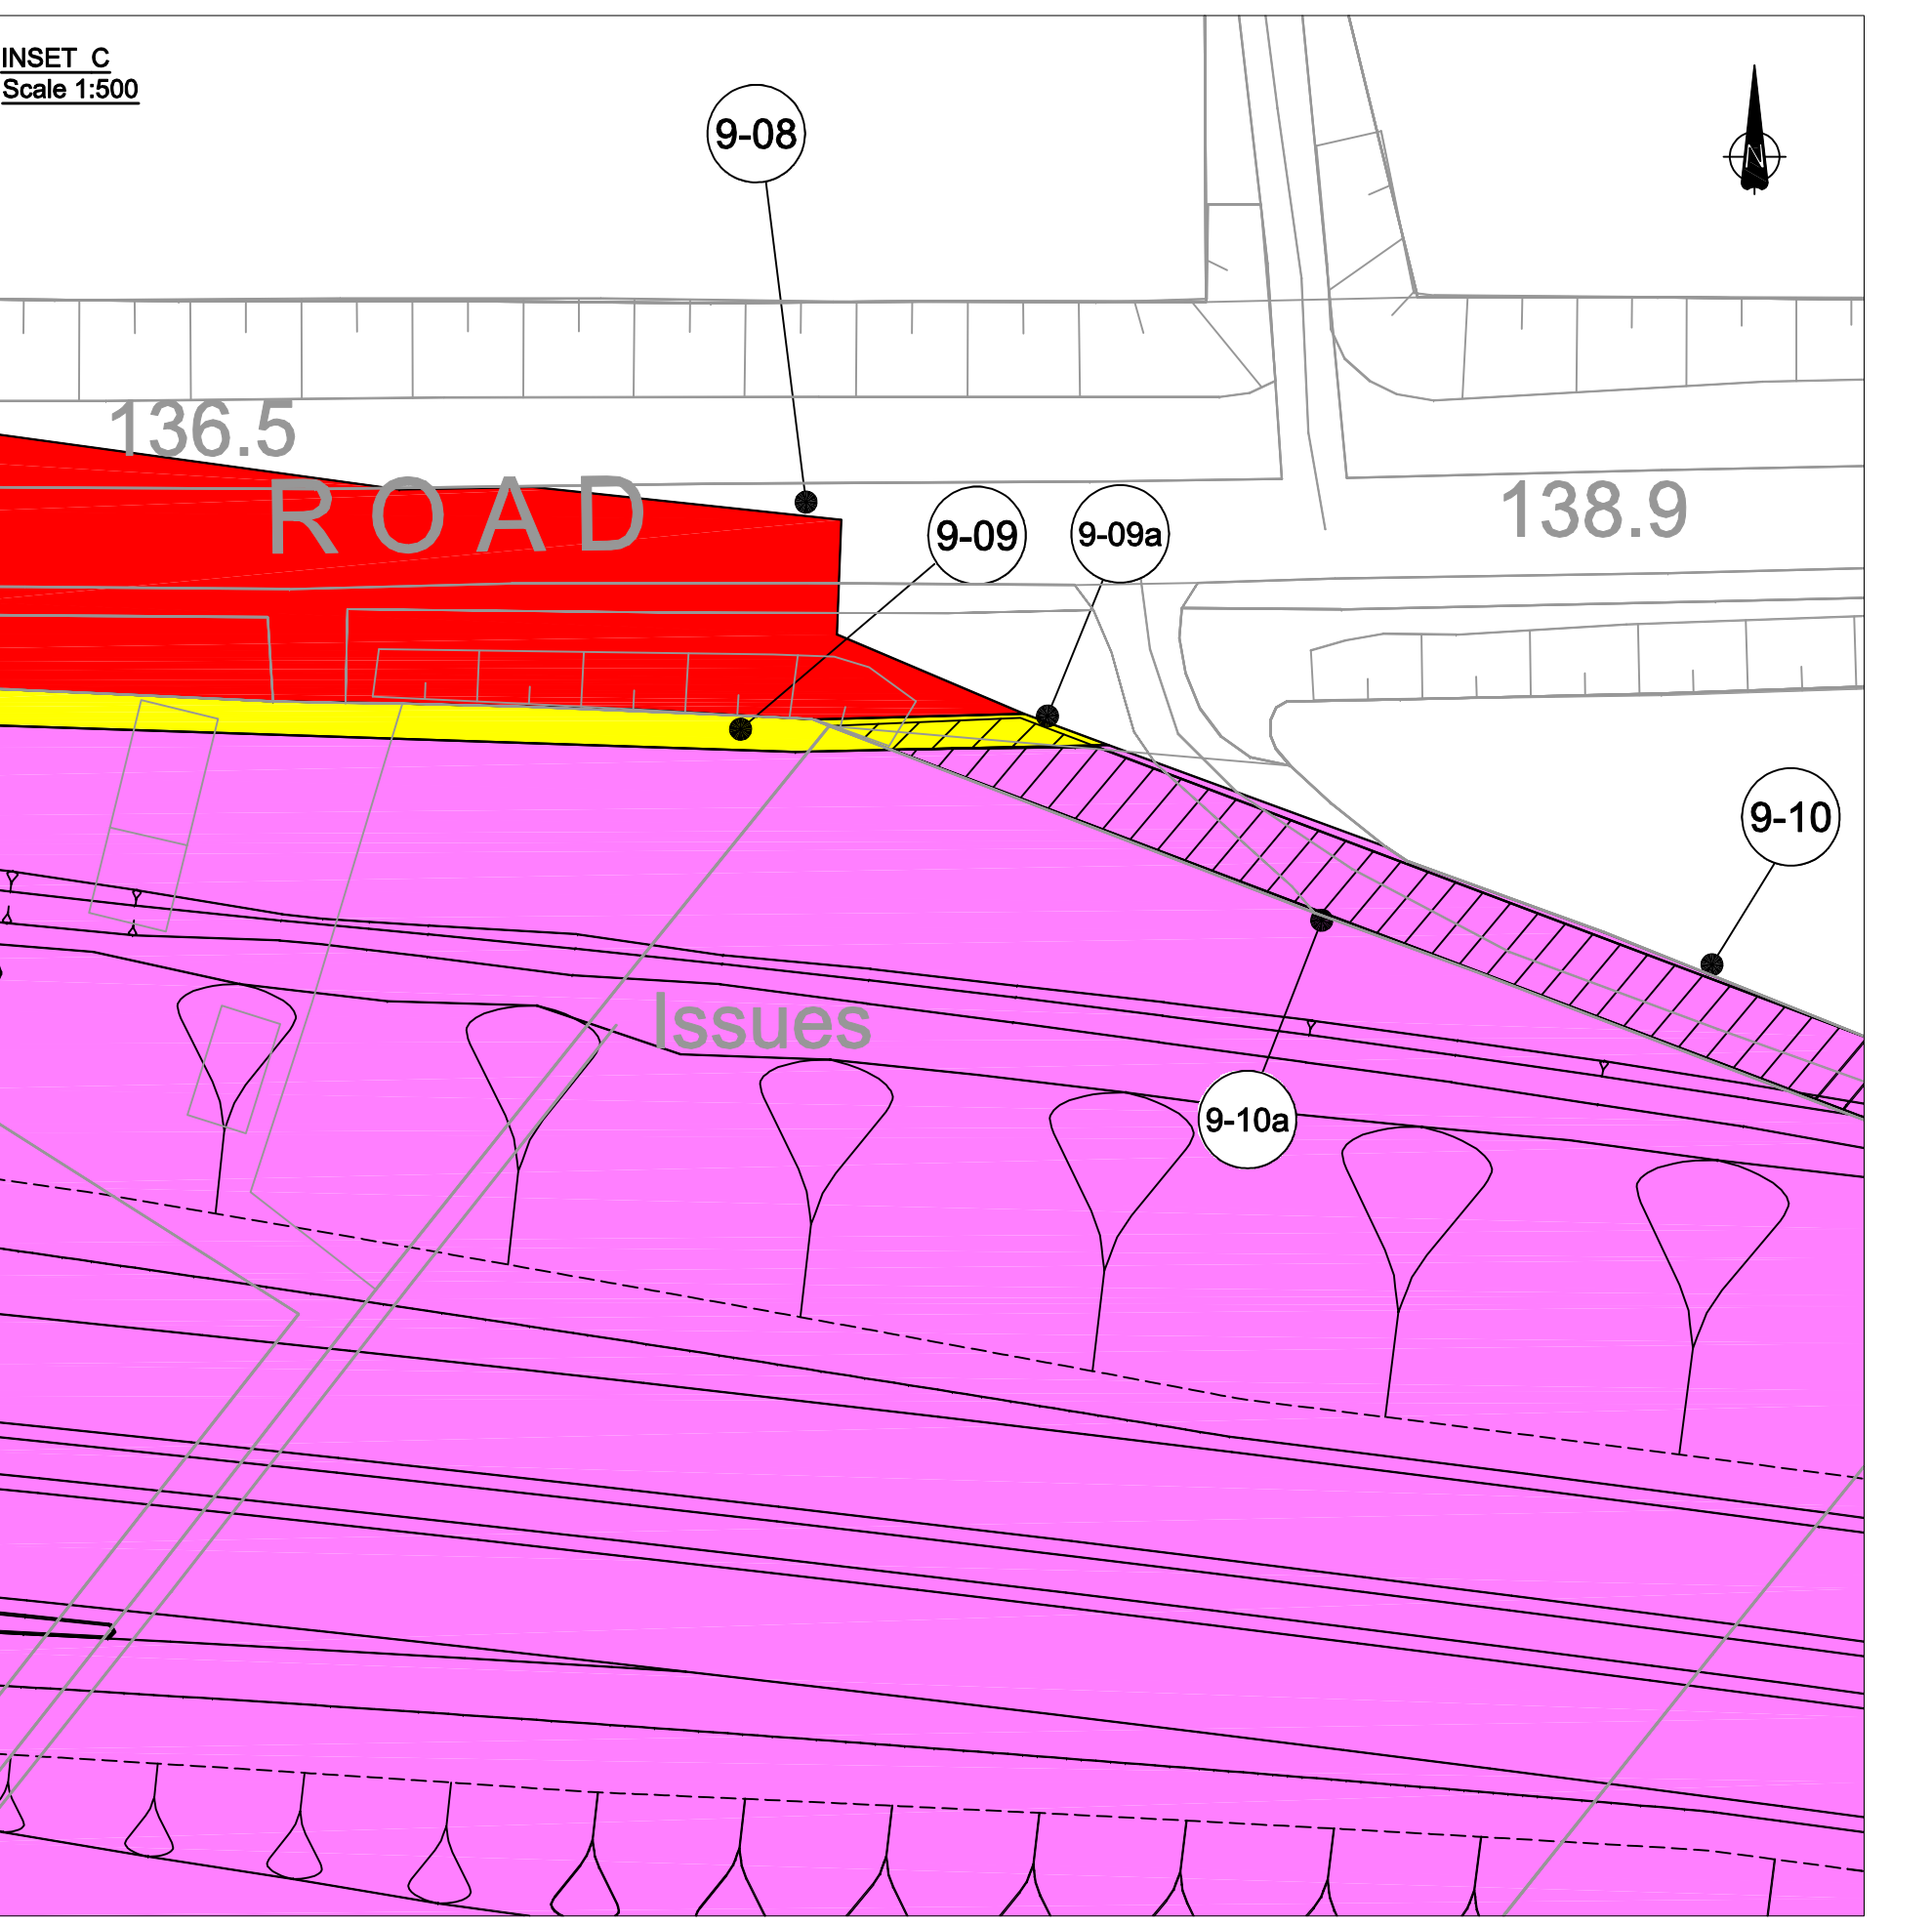 INSET C
Scale 1:500
9-08
N
136.5
ROAD
138.9
9-09
9-09a
9-10
Issues
9-10a